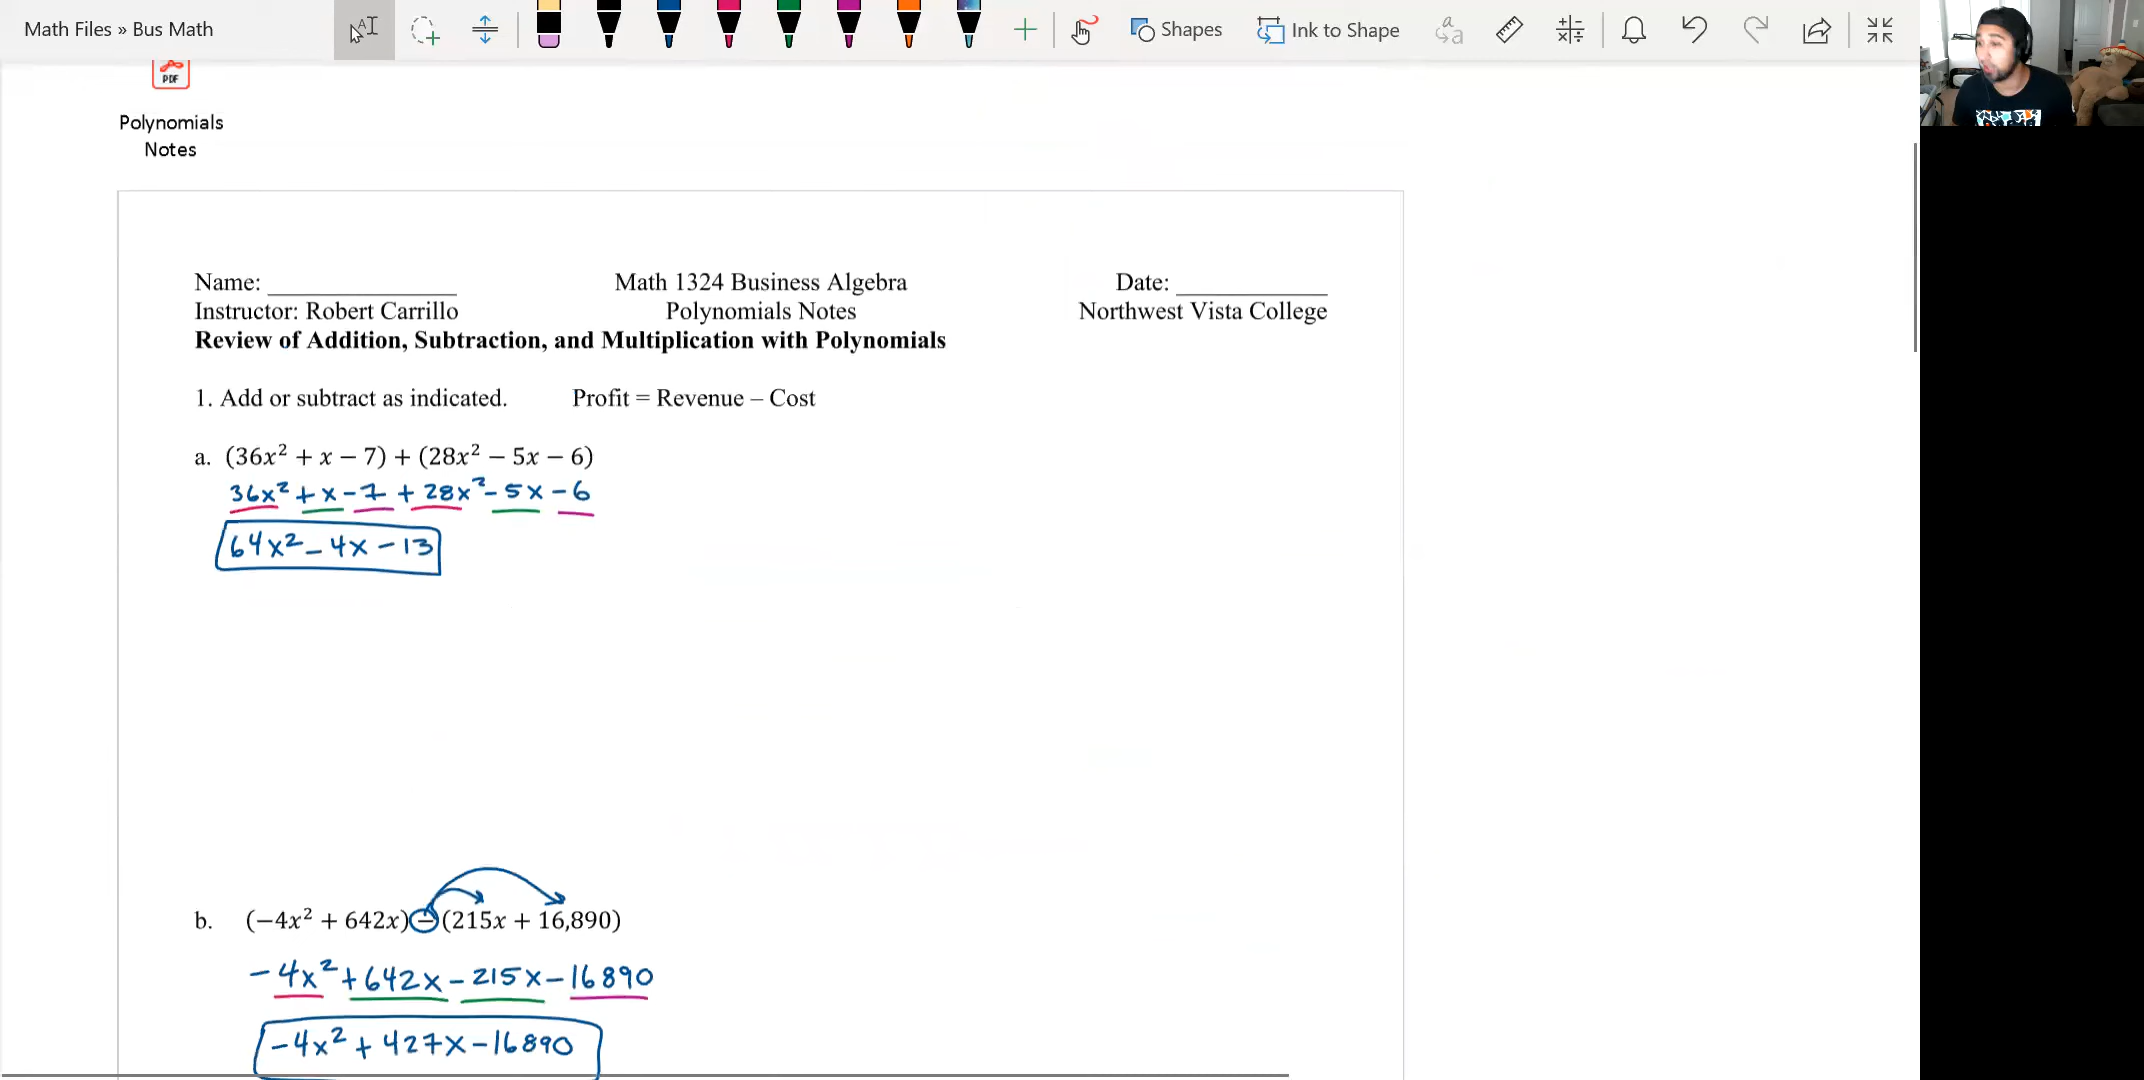 Math Files » Bus Math
Shapes
Ink to Shape
PDF
Polynomials
Notes
Name: _______________ Math 1324 Business Algebra Date: ____________
Instructor: Robert Carrillo Polynomials Notes Northwest Vista College
Review of Addition, Subtraction, and Multiplication with Polynomials
1. Add or subtract as indicated. Profit = Revenue – Cost
a. (36x² + x − 7) + (28x² − 5x − 6)
36x² + x - 7 + 28x² - 5x - 6
64x² - 4x - 13
b. (−4x² + 642x) − (215x + 16,890)
-4x² + 642x - 215x - 16890
-4x² + 427x - 16890